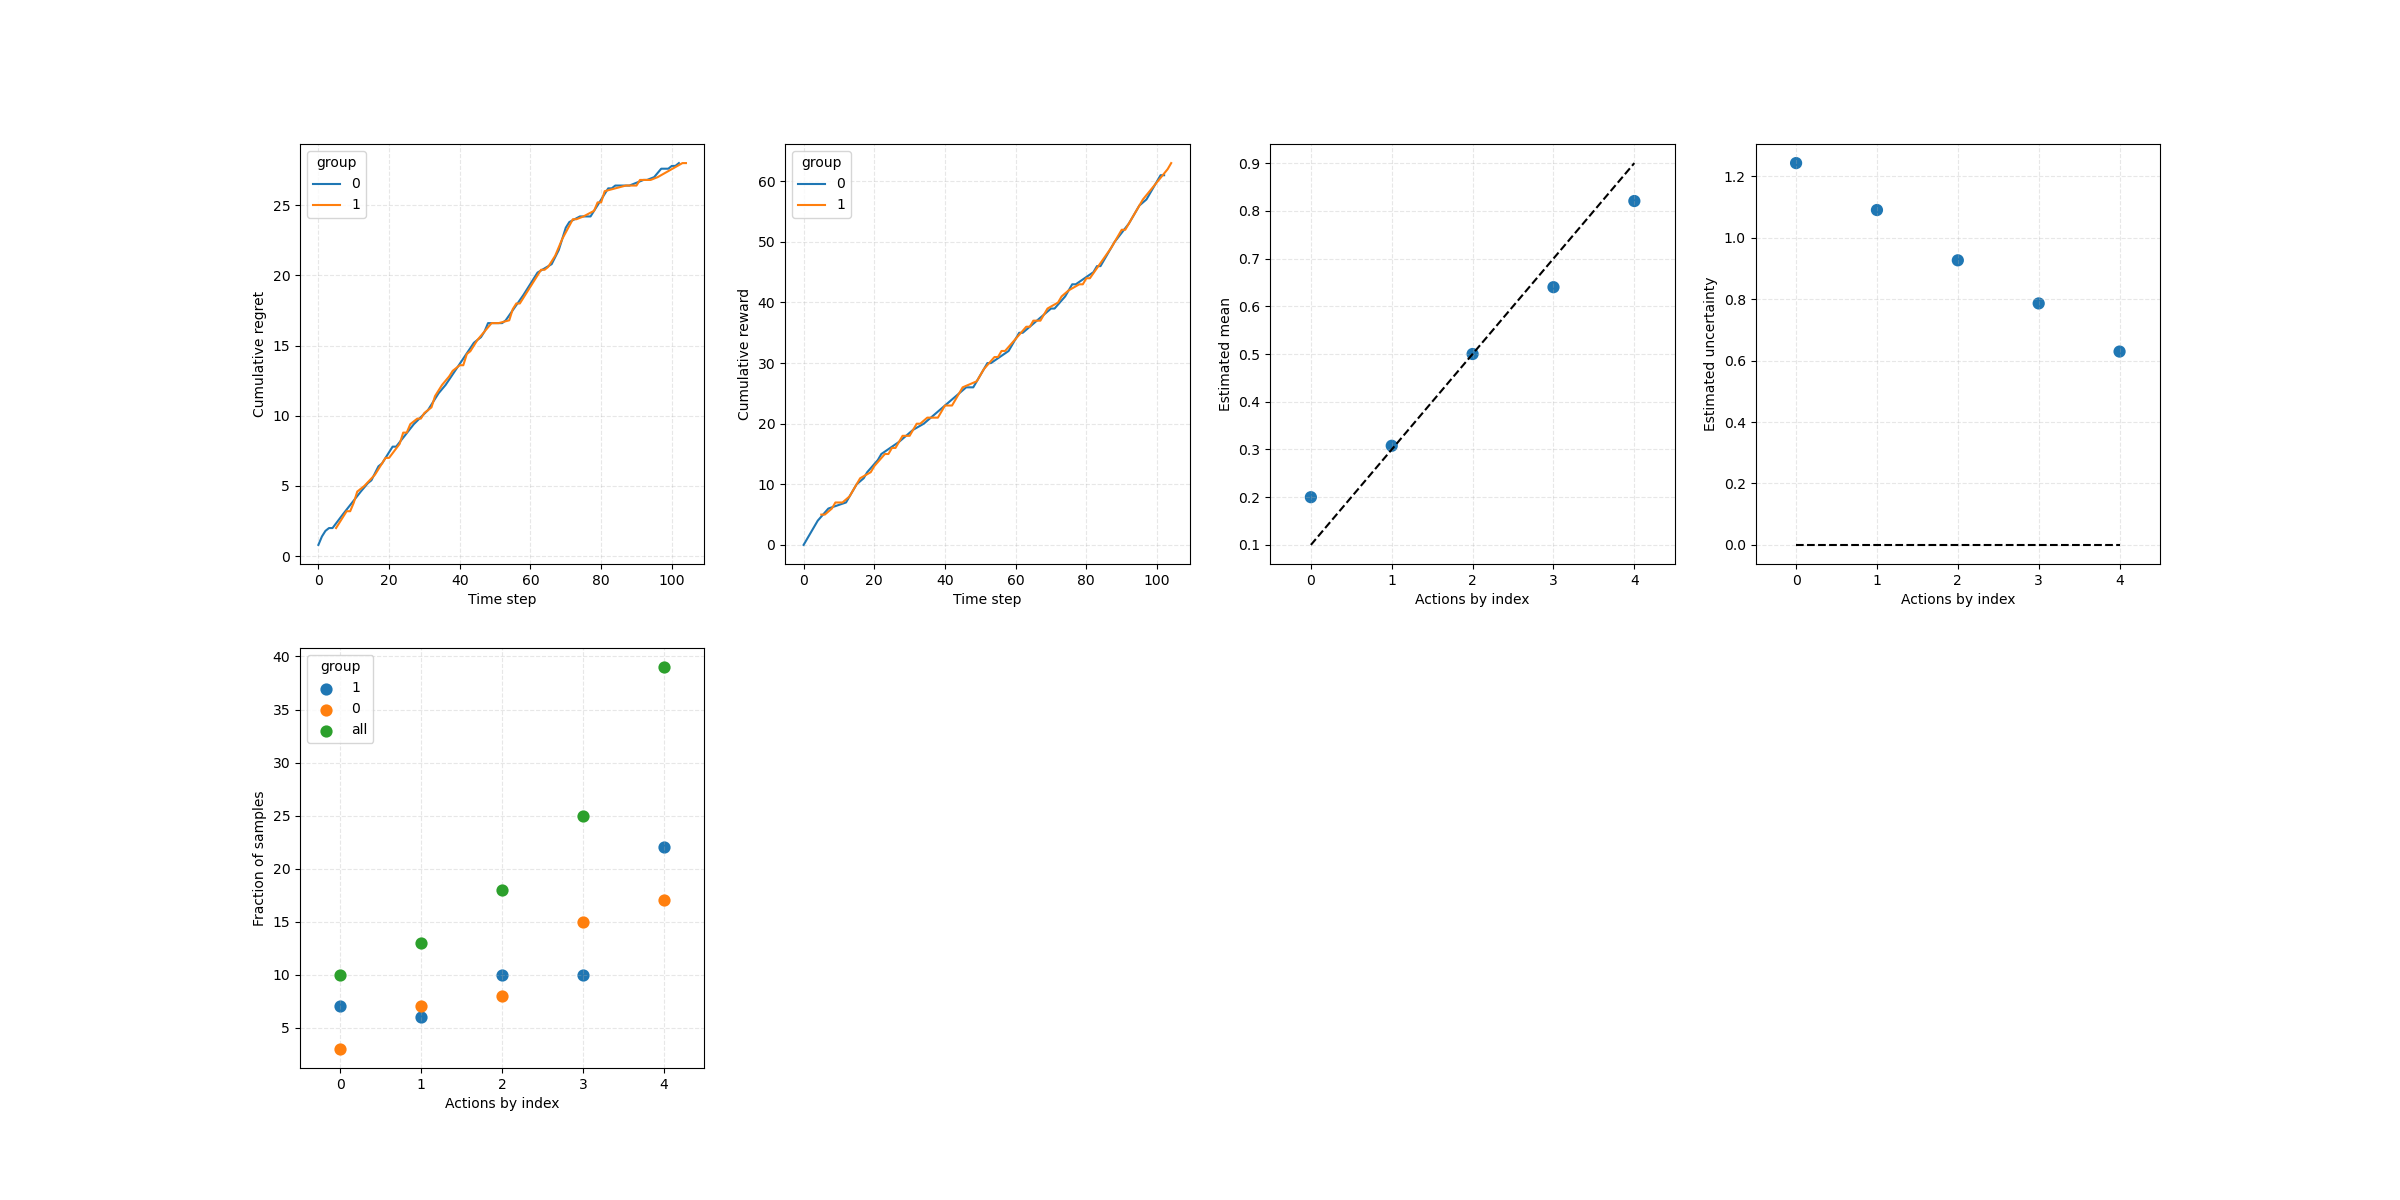 group
0
1
25
20
15
10
5
0
Cumulative regret
0 20 40 60 80 100
Time step
group
0
1
60
50
40
30
20
10
0
Cumulative reward
0 20 40 60 80 100
Time step
0.9
0.8
0.7
0.6
0.5
0.4
0.3
0.2
0.1
Estimated mean
0 1 2 3 4
Actions by index
1.2
1.0
0.8
0.6
0.4
0.2
0.0
Estimated uncertainty
0 1 2 3 4
Actions by index
group
1
0
all
40
35
30
25
20
15
10
5
Fraction of samples
0 1 2 3 4
Actions by index